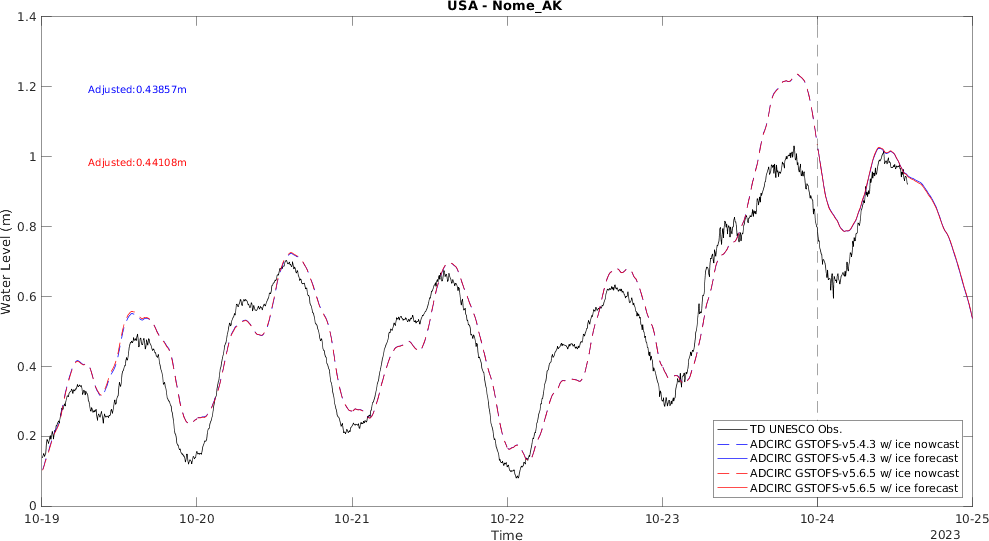 USA - Nome_AK
1.4
1.2
1
0.8
0.6
0.4
0.2
0
Water Level (m)
Adjusted:0.43857m
Adjusted:0.44108m
TD UNESCO Obs.
ADCIRC GSTOFS-v5.4.3 w/ ice nowcast
ADCIRC GSTOFS-v5.4.3 w/ ice forecast
ADCIRC GSTOFS-v5.6.5 w/ ice nowcast
ADCIRC GSTOFS-v5.6.5 w/ ice forecast
10-19 10-20 10-21 10-22 10-23 10-24 10-25
Time
2023